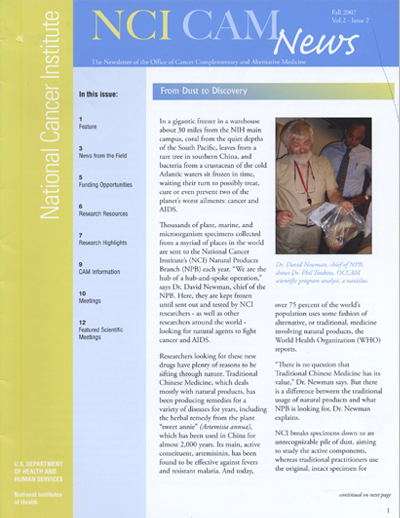 National Cancer Institute
NCI CAM
News
Fall 2007
Vol.2 - Issue 2
The Newsletter of the Office of Cancer Complementary and Alternative Medicine
In this issue:
1
Feature
3
News from the Field
5
Funding Opportunities
6
Research Resources
7
Research Highlights
9
CAM Information
10
Meetings
12
Featured Scientific
Meetings
U.S. DEPARTMENT
OF HEALTH AND
HUMAN SERVICES
National Institutes
of Health
From Dust to Discovery
In a gigantic freezer in a warehouse
about 30 miles from the NIH main
campus, coral from the quiet depths
of the South Pacific, leaves from a
rare tree in southern China, and
bacteria from a crustacean of the cold
Atlantic waters sit frozen in time,
waiting their turn to possibly treat,
cure or even prevent two of the
planet's worst ailments: cancer and
AIDS.
Thousands of plant, marine, and
microorganism specimens collected
from a myriad of places in the world
are sent to the National Cancer
Institute's (NCI) Natural Products
Branch (NPB) each year. "We are the
hub of a hub-and-spoke operation,"
says Dr. David Newman, chief of the
NPB. Here, they are kept frozen
until sent out and tested by NCI
researchers - as well as other
researchers around the world -
looking for natural agents to fight
cancer and AIDS.
Researchers looking for these new
drugs have plenty of reasons to be
sifting through nature. Traditional
Chinese Medicine, which deals
mostly with natural products, has
been producing remedies for a
variety of diseases for years, including
the herbal remedy from the plant
"sweet annie" (Artemisia annua),
which has been used in China for
almost 2,000 years. Its main, active
constituent, artemisinin, has been
found to be effective against fevers
and resistant malaria. And today,
Dr. David Newman, chief of NPB,
shows Dr. Phil Tonkins, OCCAM
scientific program analyst, a nautilus.
over 75 percent of the world's
population uses some fashion of
alternative, or traditional, medicine
involving natural products, the
World Health Organization (WHO)
reports.
"There is no question that
Traditional Chinese Medicine has its
value," Dr. Newman says. But there
is a difference between the traditional
usage of natural products and what
NPB is looking for, Dr. Newman
explains.
NCI breaks specimens down to an
unrecognizable pile of dust, aiming
to study the active components,
whereas traditional practitioners use
the original, intact specimen for
continued on next page
1